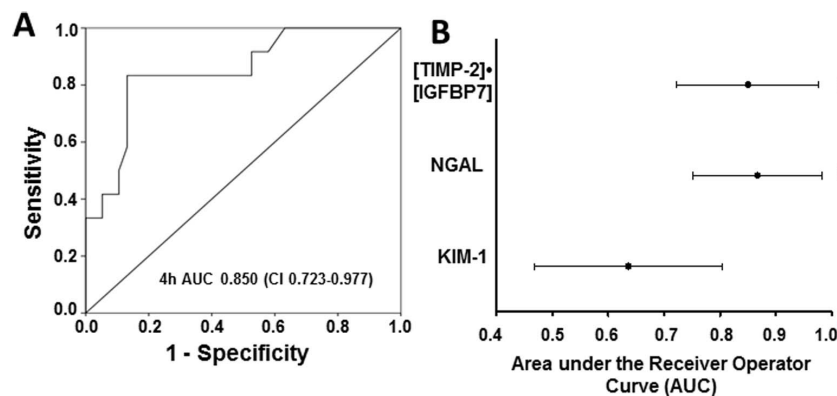 A
1.0
0.8
0.6
0.4
0.2
0.0
Sensitivity
4h AUC 0.850 (CI 0.723-0.977)
0.0 0.2 0.4 0.6 0.8 1.0
1 - Specificity
B
[TIMP-2]•
[IGFBP7]
NGAL
KIM-1
0.4 0.5 0.6 0.7 0.8 0.9 1.0
Area under the Receiver Operator
Curve (AUC)